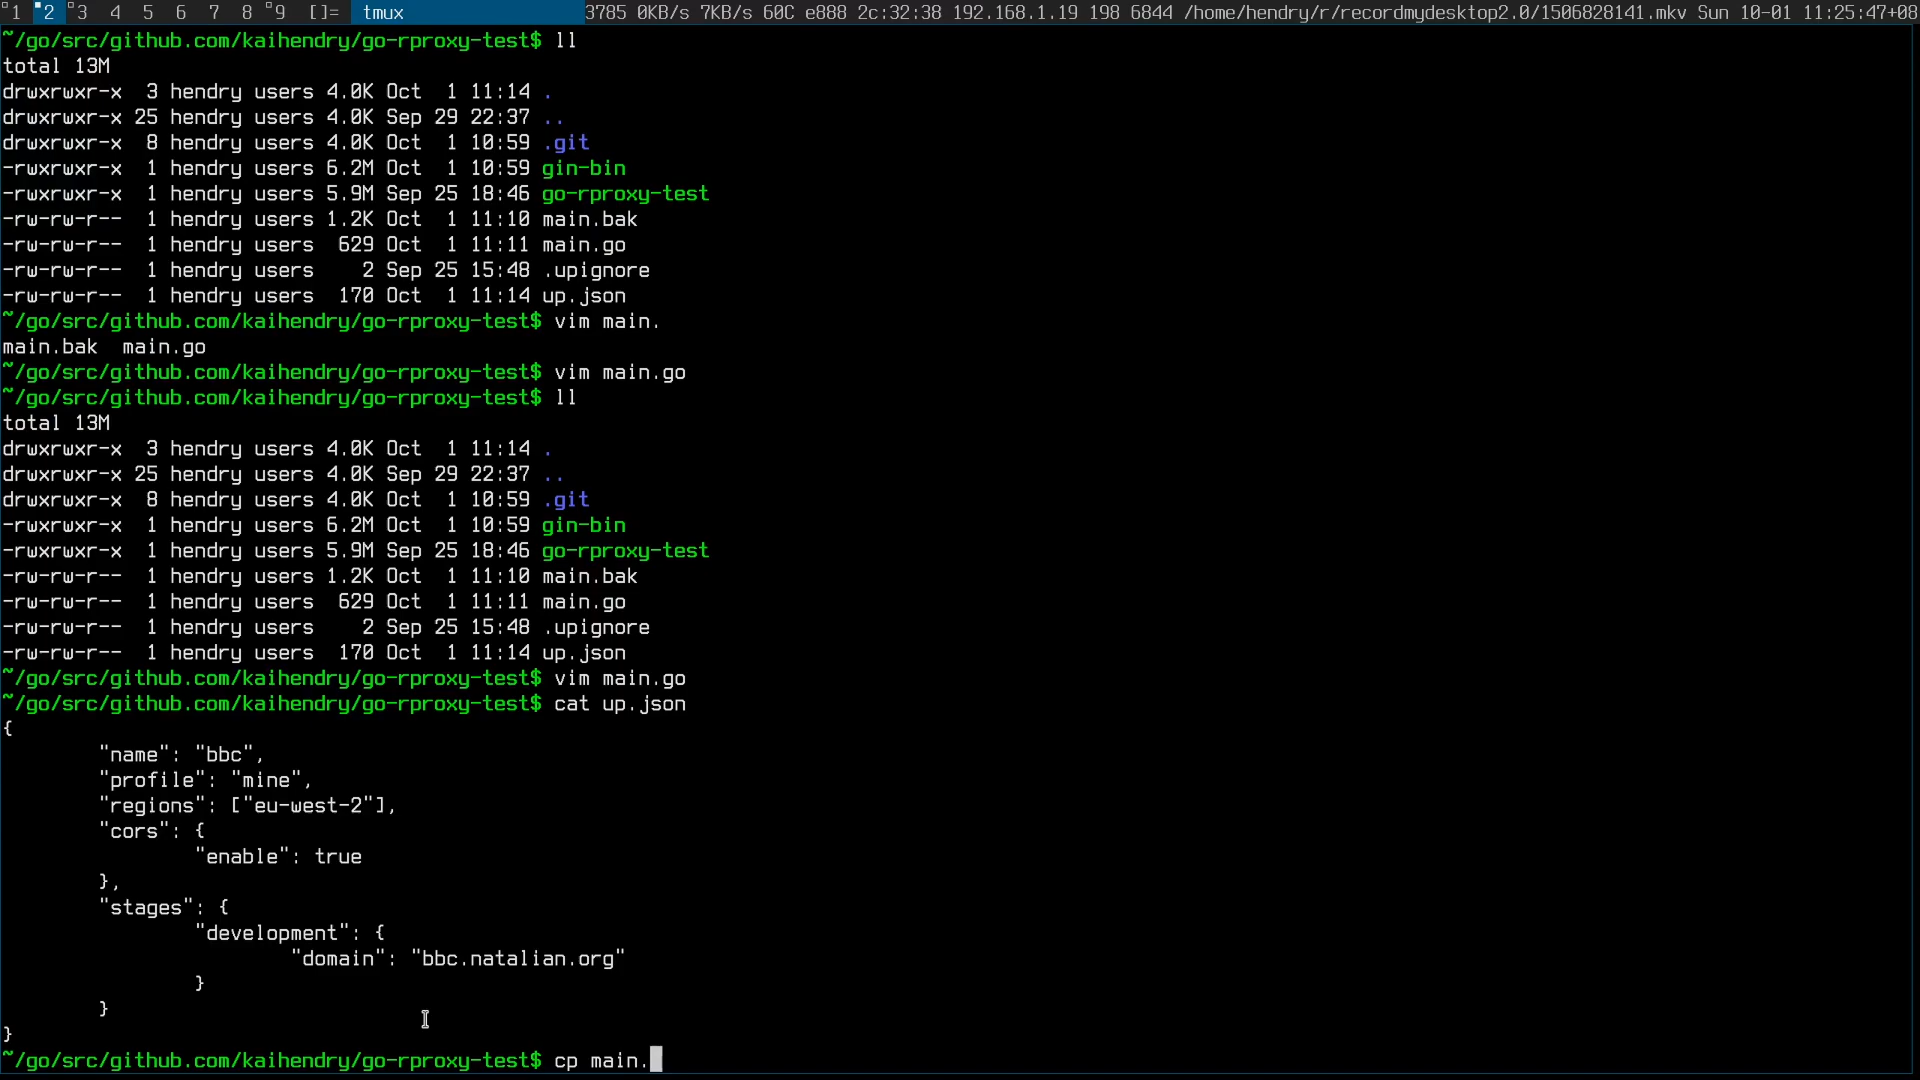 1 2 3 4 5 6 7 8 9 []= tmux 3785 0KB/s 7KB/s 60C e888 2c:32:38 192.168.1.19 198 6844 /home/hendry/r/recordmydesktop2.0/1506828141.mkv Sun 10-01 11:25:47+08
~/go/src/github.com/kaihendry/go-rproxy-test$ ll
total 13M
drwxrwxr-x  3 hendry users 4.0K Oct  1 11:14 .
drwxrwxr-x 25 hendry users 4.0K Sep 29 22:37 ..
drwxrwxr-x  8 hendry users 4.0K Oct  1 10:59 .git
-rwxrwxr-x  1 hendry users 6.2M Oct  1 10:59 gin-bin
-rwxrwxr-x  1 hendry users 5.9M Sep 25 18:46 go-rproxy-test
-rw-rw-r--  1 hendry users 1.2K Oct  1 11:10 main.bak
-rw-rw-r--  1 hendry users  629 Oct  1 11:11 main.go
-rw-rw-r--  1 hendry users    2 Sep 25 15:48 .upignore
-rw-rw-r--  1 hendry users  170 Oct  1 11:14 up.json
~/go/src/github.com/kaihendry/go-rproxy-test$ vim main.
main.bak  main.go
~/go/src/github.com/kaihendry/go-rproxy-test$ vim main.go
~/go/src/github.com/kaihendry/go-rproxy-test$ ll
total 13M
drwxrwxr-x  3 hendry users 4.0K Oct  1 11:14 .
drwxrwxr-x 25 hendry users 4.0K Sep 29 22:37 ..
drwxrwxr-x  8 hendry users 4.0K Oct  1 10:59 .git
-rwxrwxr-x  1 hendry users 6.2M Oct  1 10:59 gin-bin
-rwxrwxr-x  1 hendry users 5.9M Sep 25 18:46 go-rproxy-test
-rw-rw-r--  1 hendry users 1.2K Oct  1 11:10 main.bak
-rw-rw-r--  1 hendry users  629 Oct  1 11:11 main.go
-rw-rw-r--  1 hendry users    2 Sep 25 15:48 .upignore
-rw-rw-r--  1 hendry users  170 Oct  1 11:14 up.json
~/go/src/github.com/kaihendry/go-rproxy-test$ vim main.go
~/go/src/github.com/kaihendry/go-rproxy-test$ cat up.json
{
        "name": "bbc",
        "profile": "mine",
        "regions": ["eu-west-2"],
        "cors": {
                "enable": true
        },
        "stages": {
                "development": {
                        "domain": "bbc.natalian.org"
                }
        }
}
~/go/src/github.com/kaihendry/go-rproxy-test$ cp main.